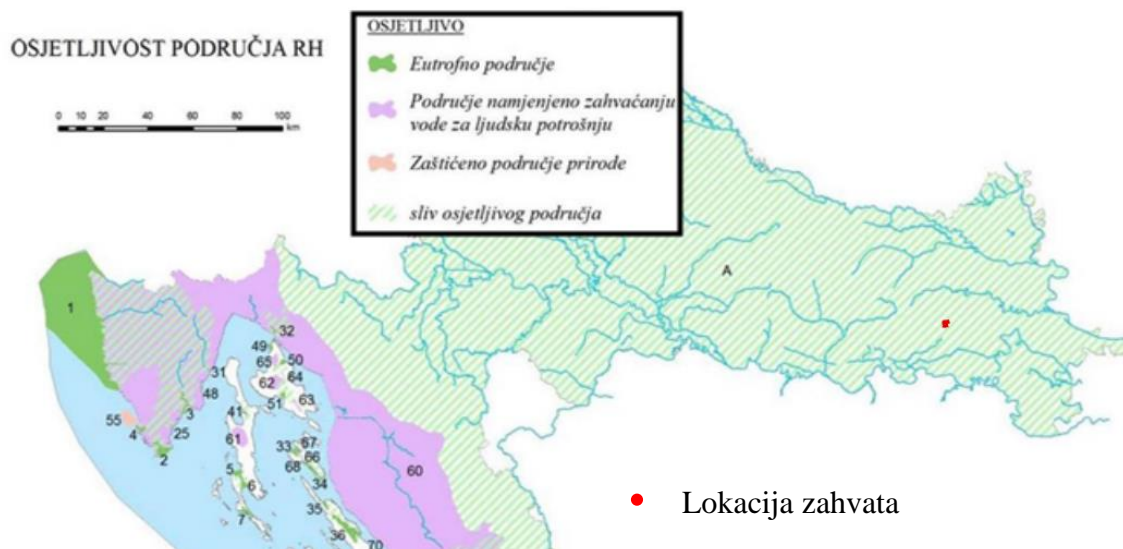 OSJETLJIVOST PODRUČJA RH
0 10 20 40 60 80 100
km
OSJETLJIVO
Eutrofno područje
Područje namjenjeno zahvaćanju
vode za ljudsku potrošnju
Zaštićeno područje prirode
sliv osjetljivog područja
A
1
32
49
50
31
65
64
62
48
51
63
3
41
55
4
25
61
67
33
66
2
60
68
5
34
6
35
7
36
70
Lokacija zahvata